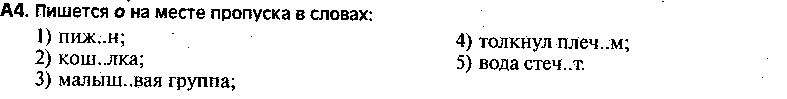 А4. Пишется о на месте пропуска в словах:
1) пиж..н;
2) кош..лка;
3) малыш..вая группа;
4) толкнул плеч..м;
5) вода стеч..т.